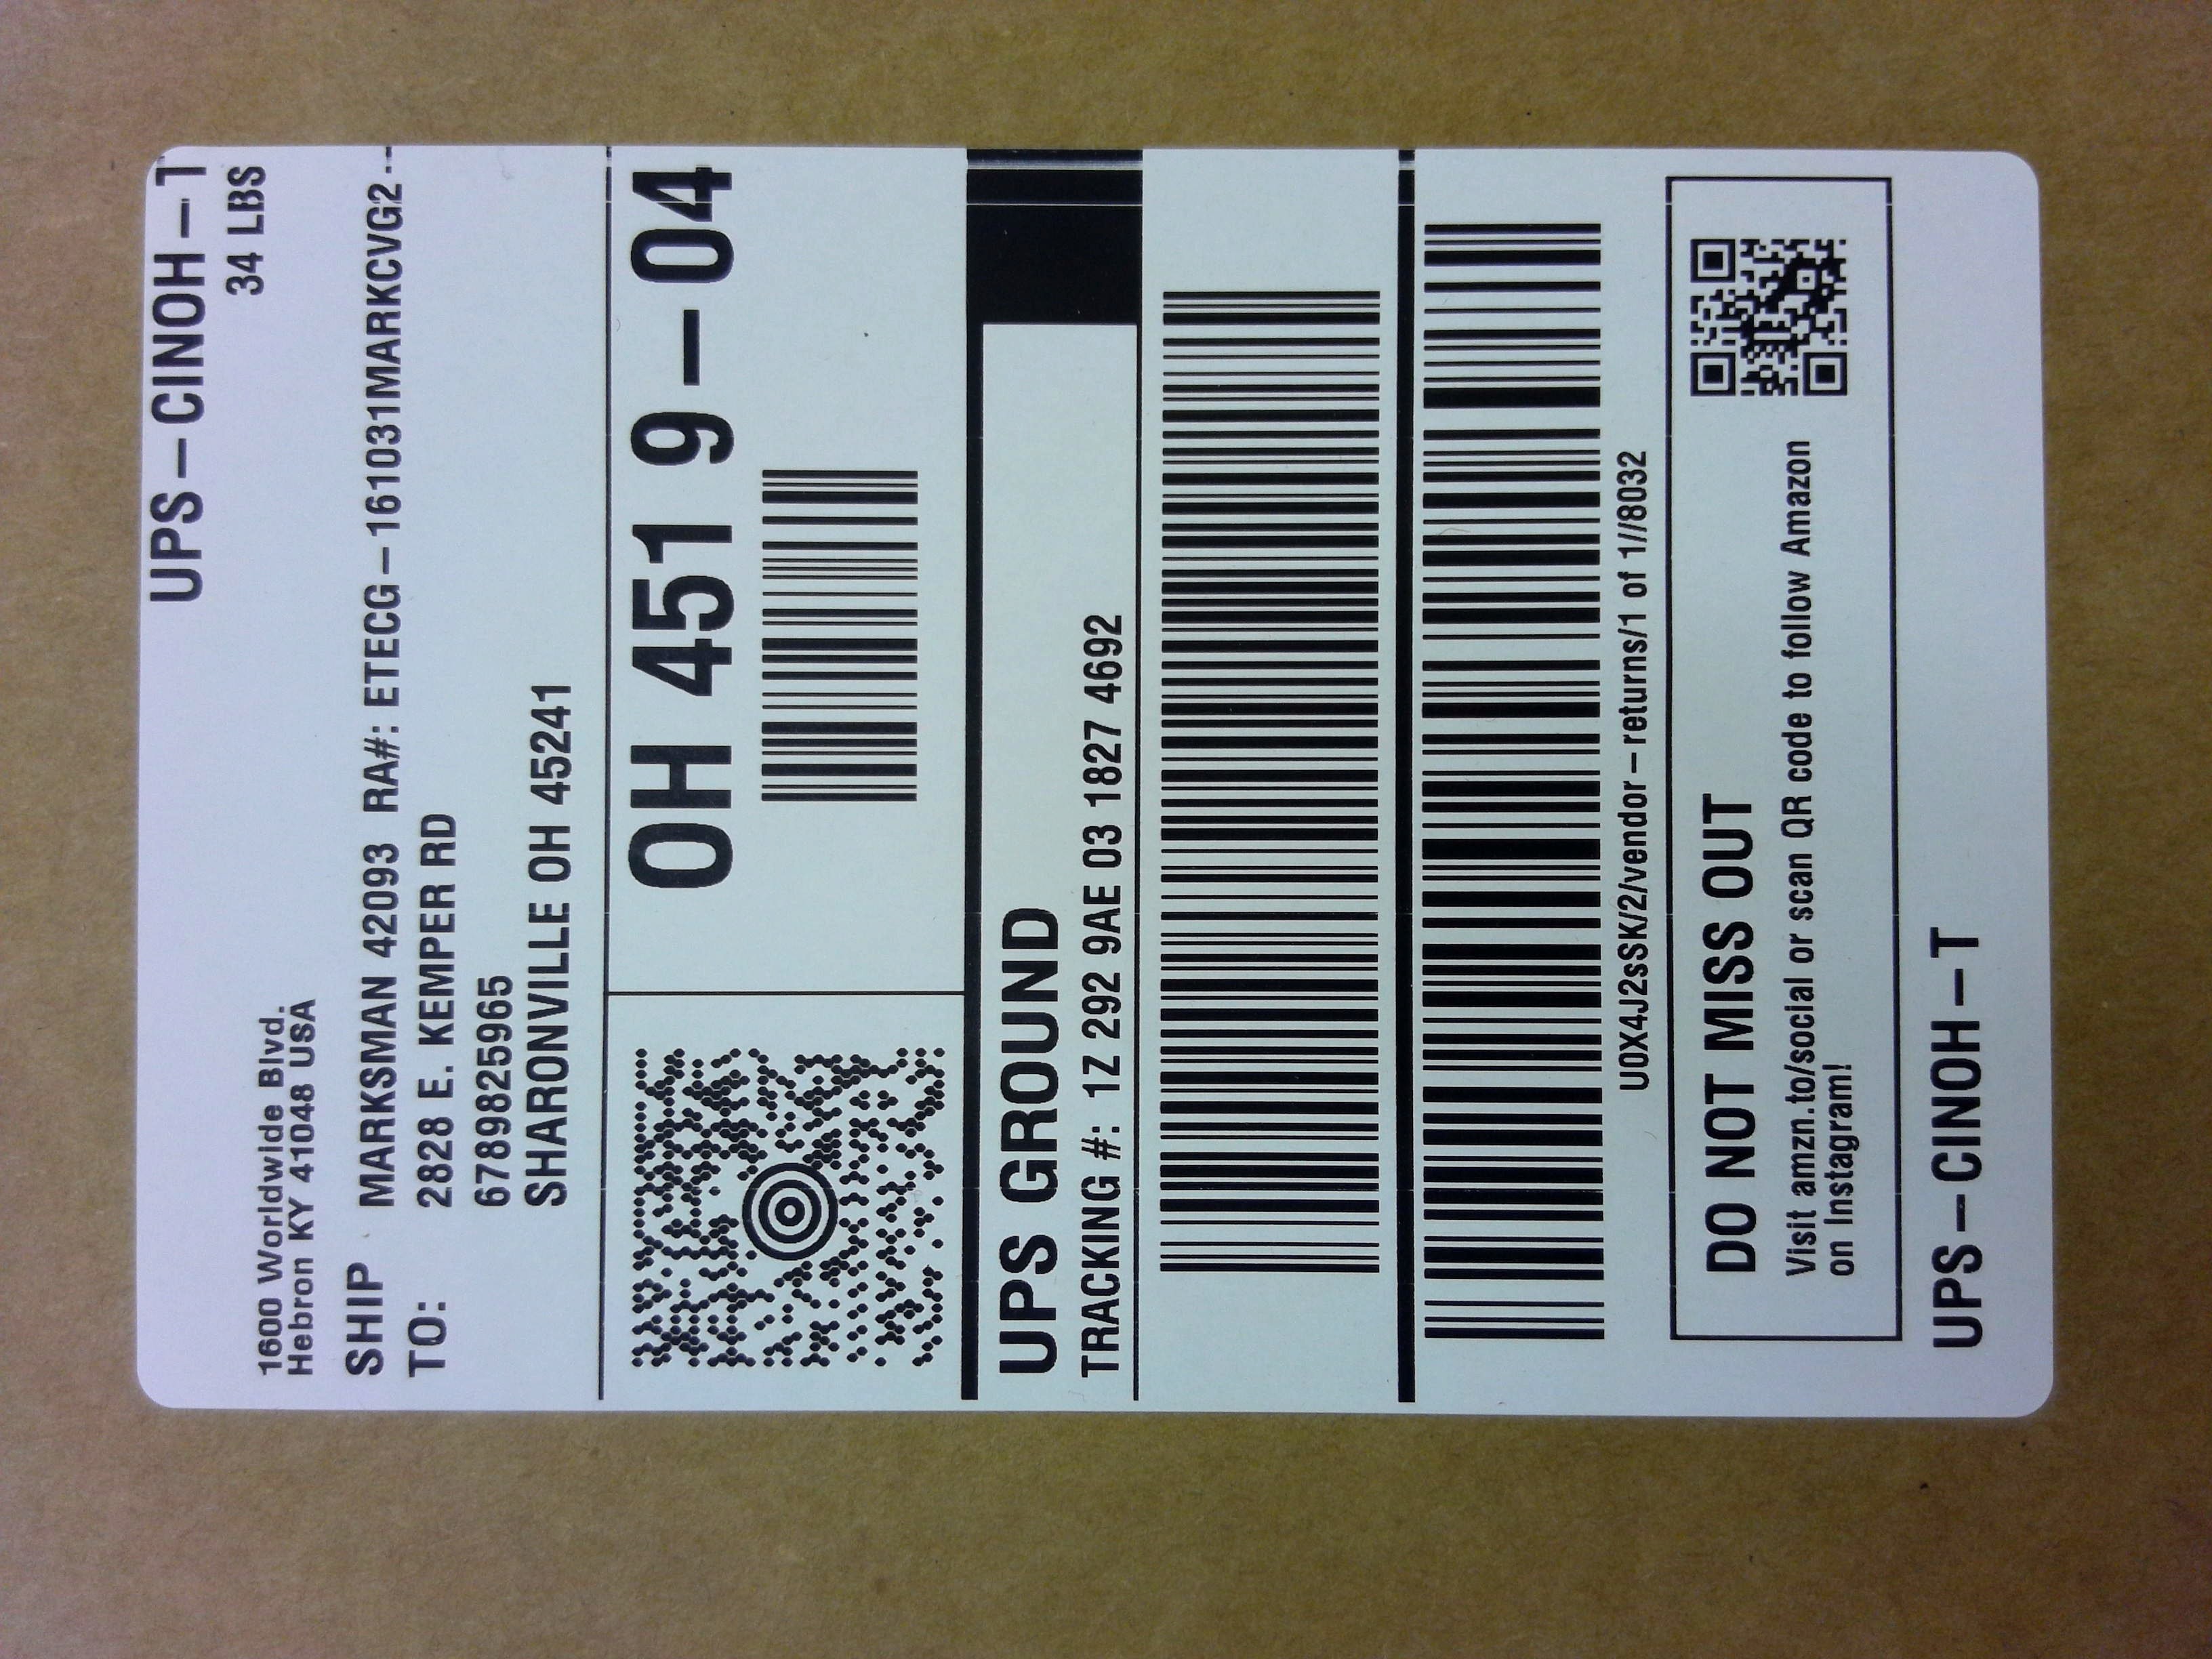 UPS-CINOH-T
34 LBS
1600 Worldwide Blvd.
Hebron KY 41048 USA
SHIP TO:
MARKSMAN 42093 RA#: ETECG-161031MARKCVG2-
2828 E. KEMPER RD
6789825965
SHARONVILLE OH 45241
OH 451 9-04
UPS GROUND
TRACKING #: 1Z 292 9AE 03 1827 4692
U0X4J2sSK/2/vendor-returns/1 of 1//8032
DO NOT MISS OUT
Visit amzn.to/social or scan QR code to follow Amazon
on Instagram!
UPS-CINOH-T